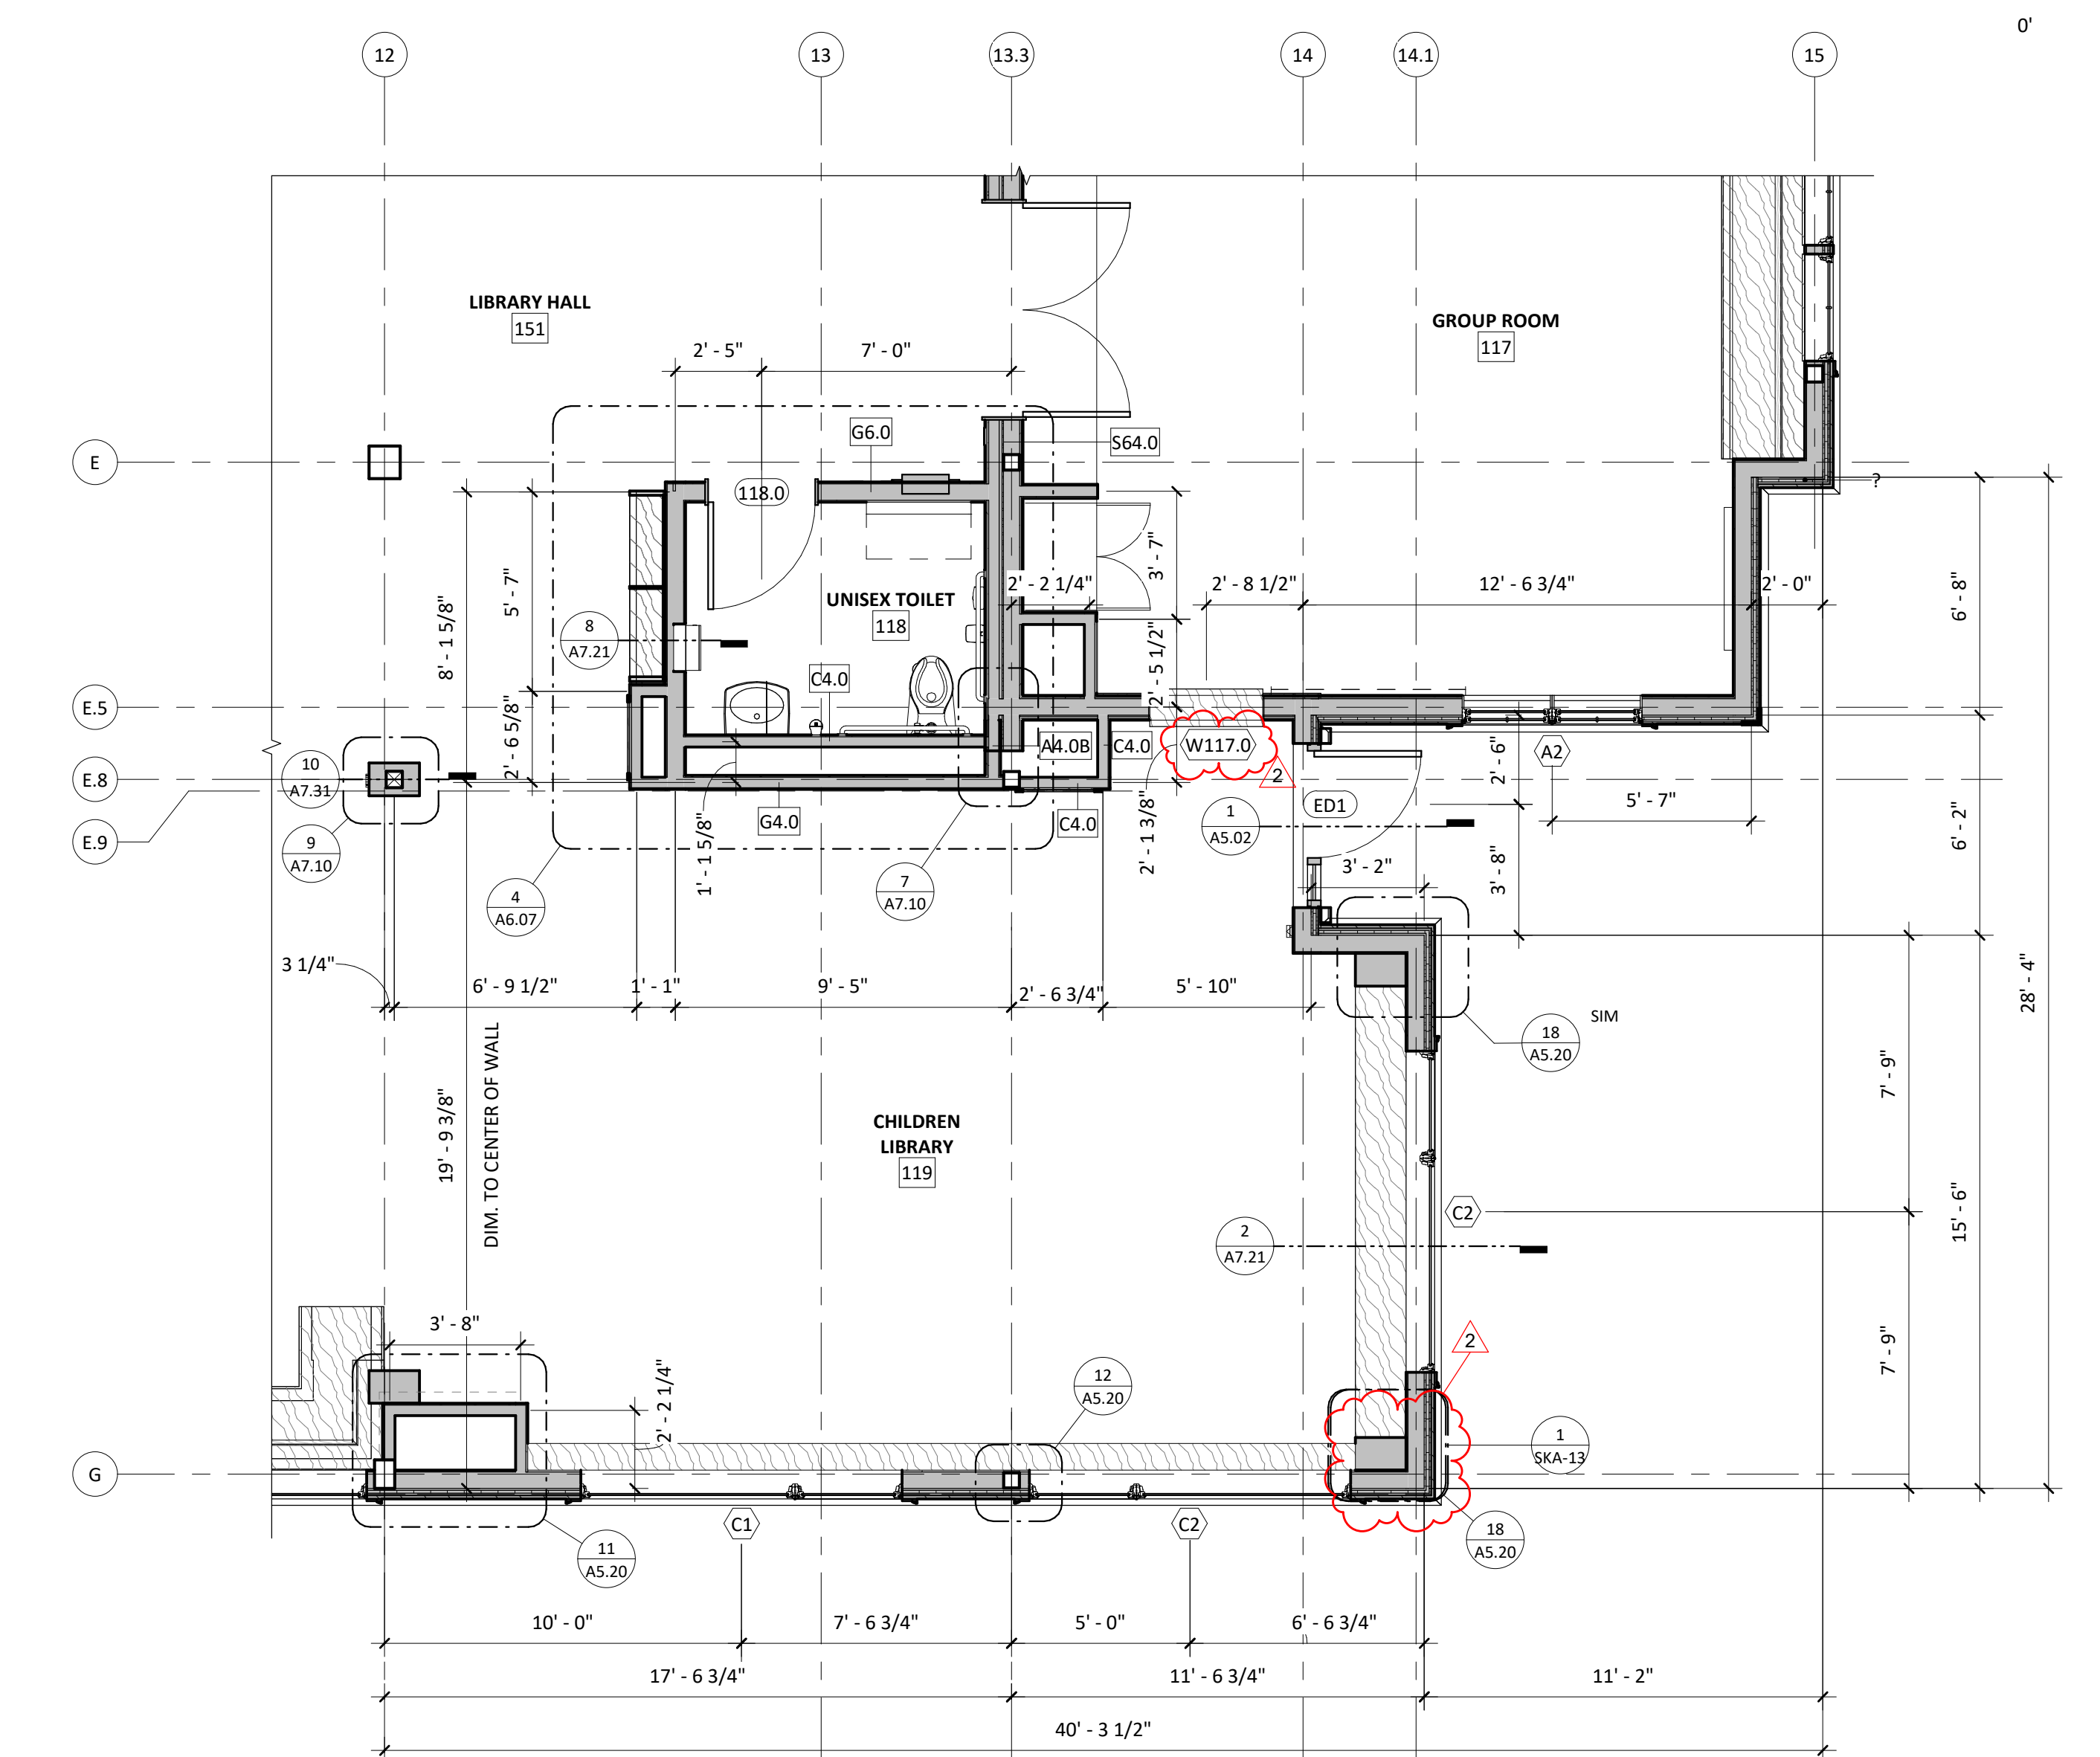 0'
12
13
13.3
14
14.1
15
LIBRARY HALL
151
GROUP ROOM
117
2' - 5"
7' - 0"
G6.0
S64.0
E
118.0
?
8' - 1 5/8"
5' - 7"
2' - 6 5/8"
UNISEX TOILET
118
8
A7.21
C4.0
2' - 2 1/4"
3' - 7"
2' - 5 1/2"
2' - 8 1/2"
12' - 6 3/4"
2' - 0"
6' - 8"
E.5
A4.0B
C4.0
W117.0
2
A2
2' - 6"
E.8
10
A7.31
ED1
5' - 7"
6' - 2"
E.9
9
A7.10
G4.0
C4.0
1' - 1 5/8"
2' - 1 3/8"
1
A5.02
3' - 2"
3' - 8"
4
A6.07
7
A7.10
3 1/4"
6' - 9 1/2"
1' - 1"
9' - 5"
2' - 6 3/4"
5' - 10"
28' - 4"
SIM
18
A5.20
7' - 9"
19' - 9 3/8"
DIM. TO CENTER OF WALL
CHILDREN
LIBRARY
119
C2
15' - 6"
2
A7.21
3' - 8"
2
7' - 9"
2' - 2 1/4"
12
A5.20
1
SKA-13
G
C1
C2
18
A5.20
11
A5.20
10' - 0"
7' - 6 3/4"
5' - 0"
6' - 6 3/4"
17' - 6 3/4"
11' - 6 3/4"
11' - 2"
40' - 3 1/2"